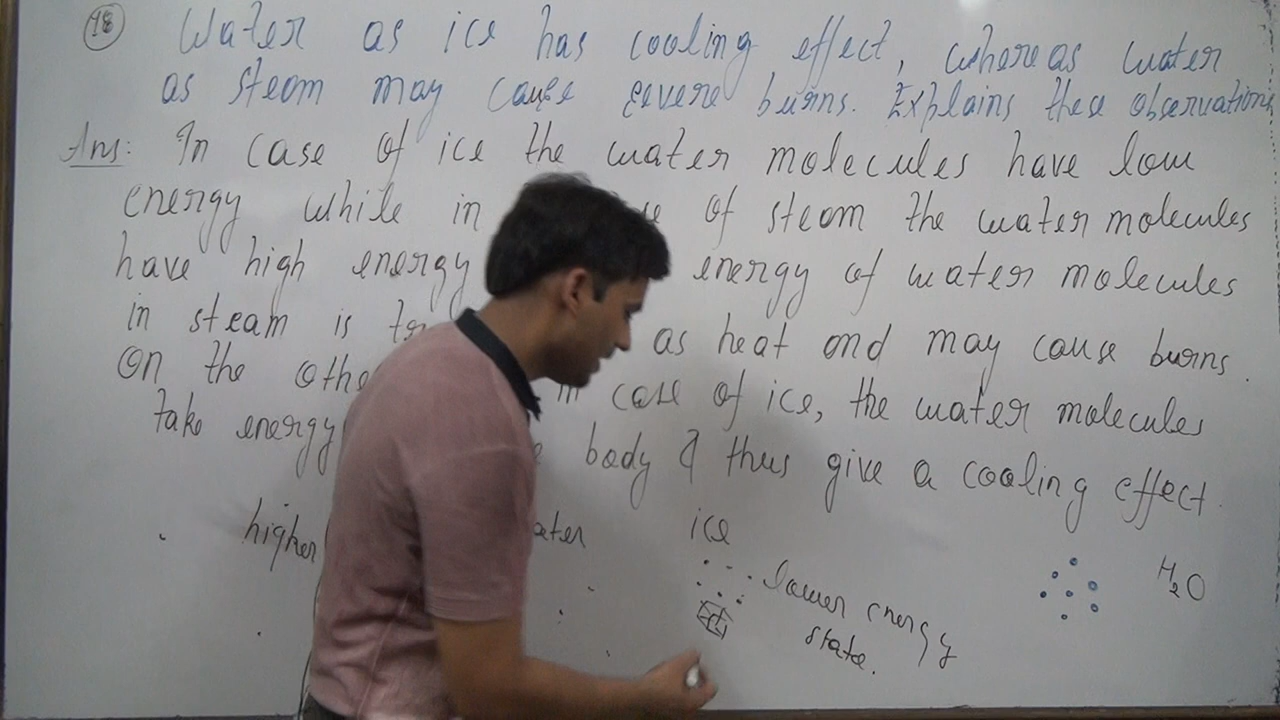 18 Water as ice has cooling effect, whereas water
as steam may cause severe burns. Explains these observations
Ans: In case of ice the water molecules have low
energy while in of steam the water molecules
have high energy energy of water molecules
in steam is as heat and may cause burns.
On the in case of ice, the water molecules
take energy body & thus give a cooling effect.
higher ice
lower energy
state.
H2O